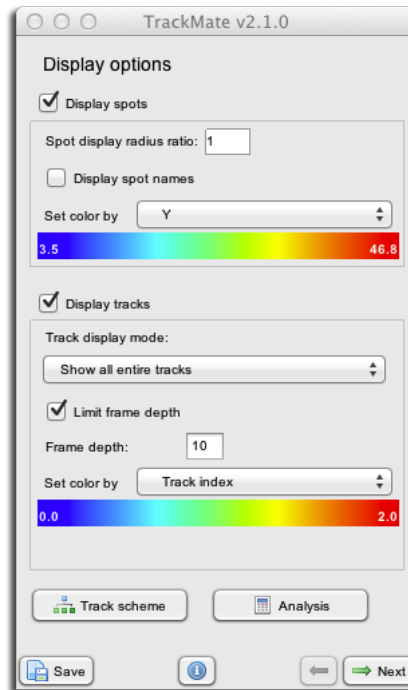 TrackMate v2.1.0
Display options
Display spots
Spot display radius ratio: 1
Display spot names
Set color by Y
3.5 46.8
Display tracks
Track display mode:
Show all entire tracks
Limit frame depth
Frame depth: 10
Set color by Track index
0.0 2.0
Track scheme Analysis
Save Next